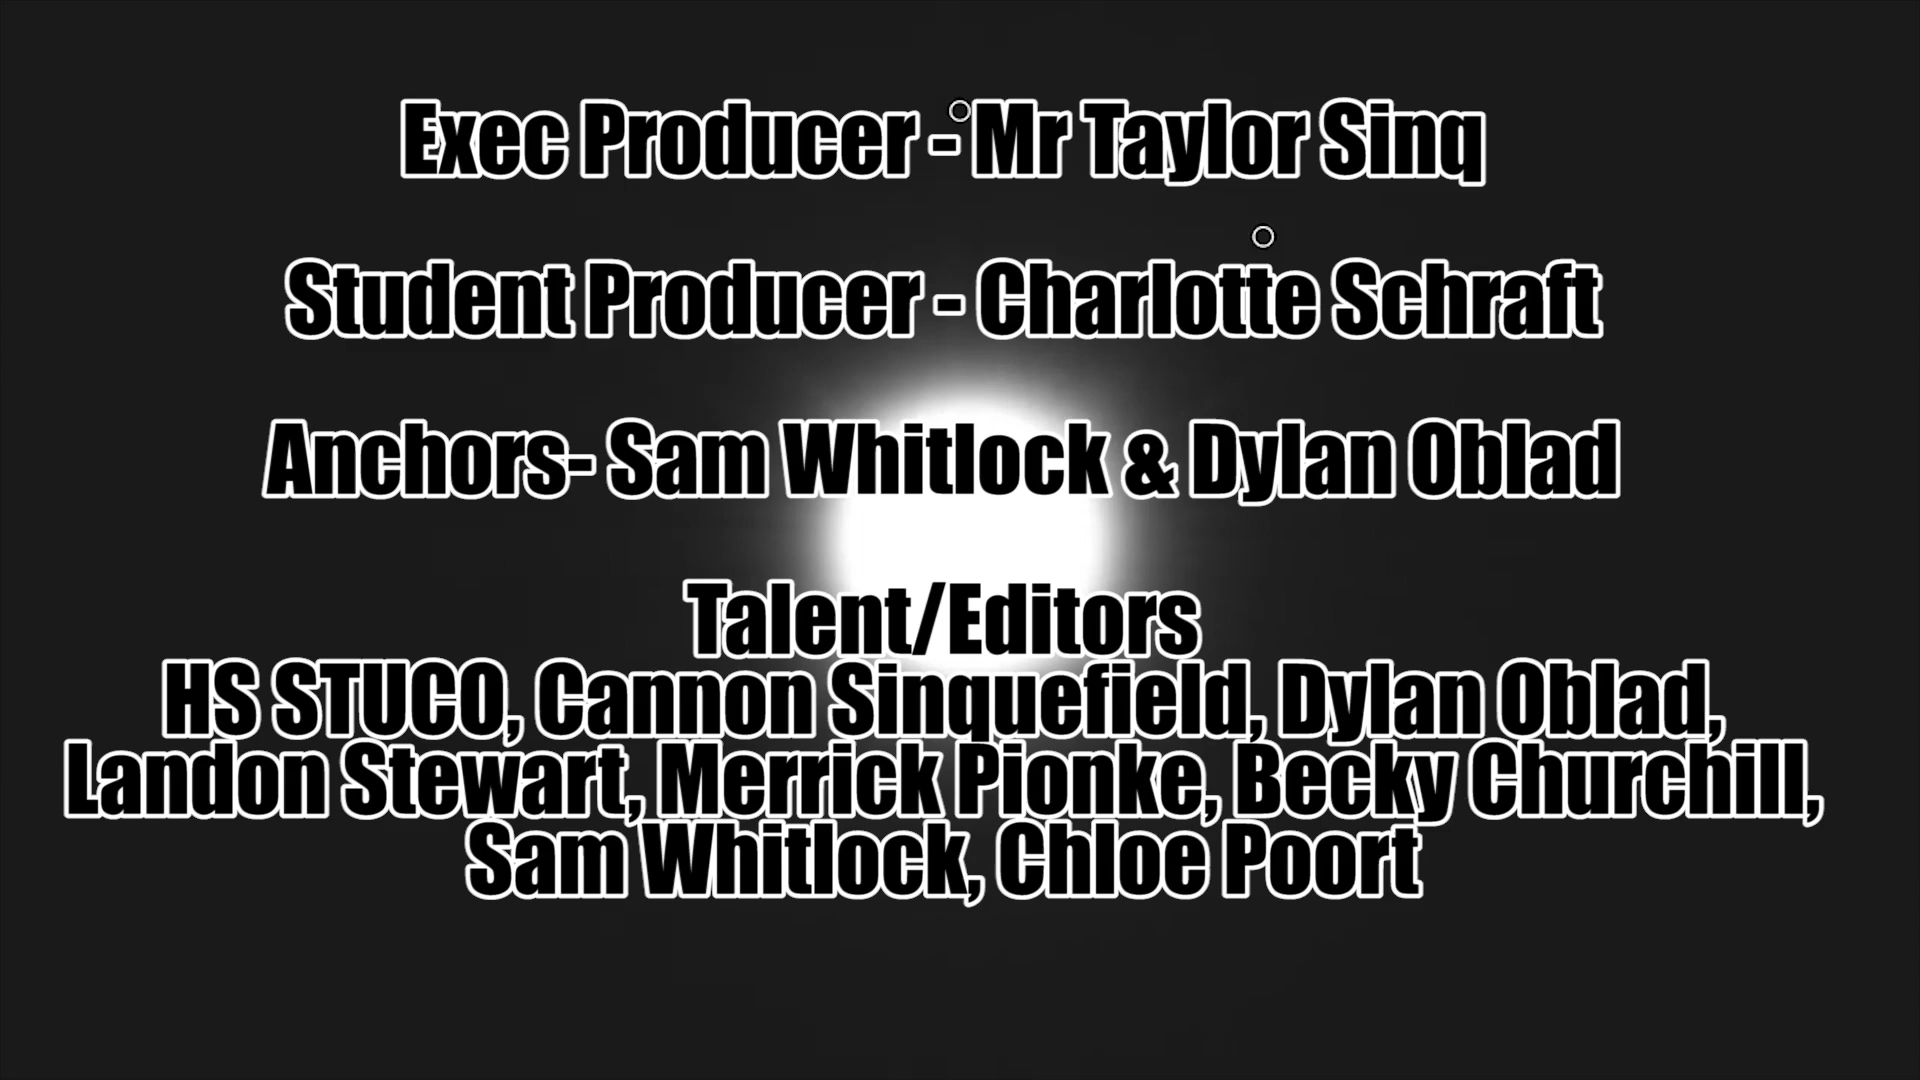 Exec Producer - Mr Taylor Sinq
Student Producer - Charlotte Schraft
Anchors- Sam Whitlock & Dylan Oblad
Talent/Editors
HS STUCO, Cannon Sinquefield, Dylan Oblad,
Landon Stewart, Merrick Pionke, Becky Churchill,
Sam Whitlock, Chloe Poort